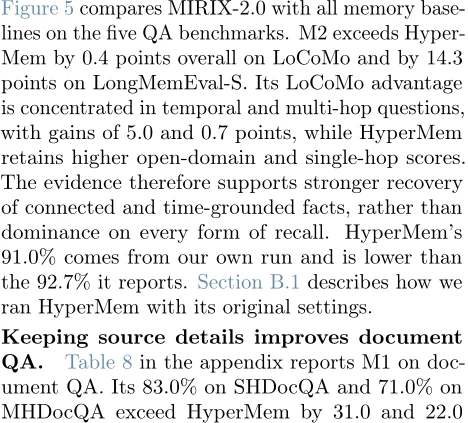 Figure 5 compares MIRIX-2.0 with all memory base-
lines on the five QA benchmarks. M2 exceeds Hyper-
Mem by 0.4 points overall on LoCoMo and by 14.3
points on LongMemEval-S. Its LoCoMo advantage
is concentrated in temporal and multi-hop questions,
with gains of 5.0 and 0.7 points, while HyperMem
retains higher open-domain and single-hop scores.
The evidence therefore supports stronger recovery
of connected and time-grounded facts, rather than
dominance on every form of recall. HyperMem's
91.0% comes from our own run and is lower than
the 92.7% it reports. Section B.1 describes how we
ran HyperMem with its original settings.
Keeping source details improves document
QA. Table 8 in the appendix reports M1 on doc-
ument QA. Its 83.0% on SHDocQA and 71.0% on
MHDocQA exceed HyperMem by 31.0 and 22.0